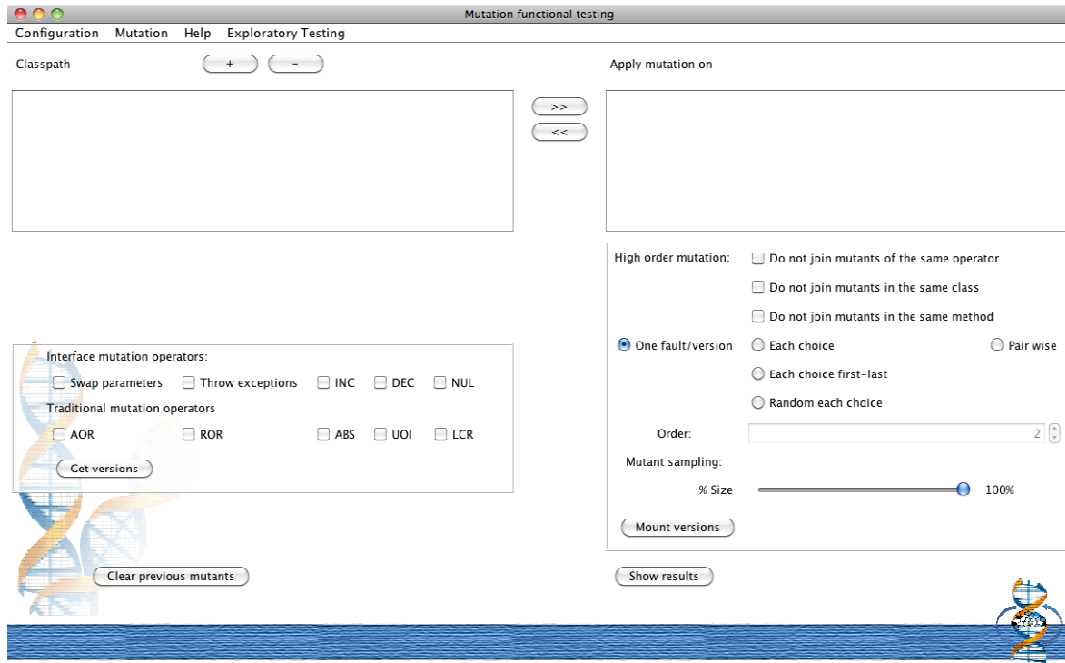 Mutation functional testing
Configuration Mutation Help Exploratory Testing
Classpath + -
Apply mutation on
>>
<<
High order mutation: Do not join mutants of the same operator
Do not join mutants in the same class
Do not join mutants in the same method
One fault/version Each choice Pair wise
Each choice first-last
Random each choice
Order: 2
Mutant sampling:
% Size 100%
Mount versions
Interface mutation operators:
Swap parameters Throw exceptions INC DEC NUL
Traditional mutation operators
AOR ROR ABS UOI LCR
Get versions
Clear previous mutants
Show results